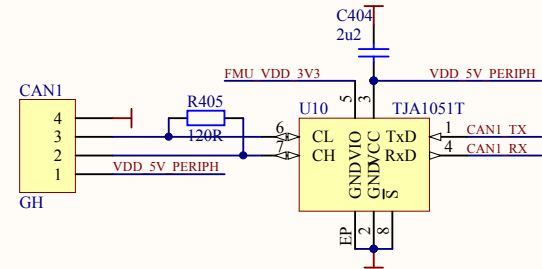 C404
2u2
FMU_VDD_3V3
VDD_5V_PERIPH
CAN1
R405
U10
5
3
TJA1051T
4
3
2
1
120R
6
7
CL
CH
GND
VIO
GND
VCC
S
TxD
RxD
1
4
CAN1_TX
CAN1_RX
VDD_5V_PERIPH
GH
EP
2
8